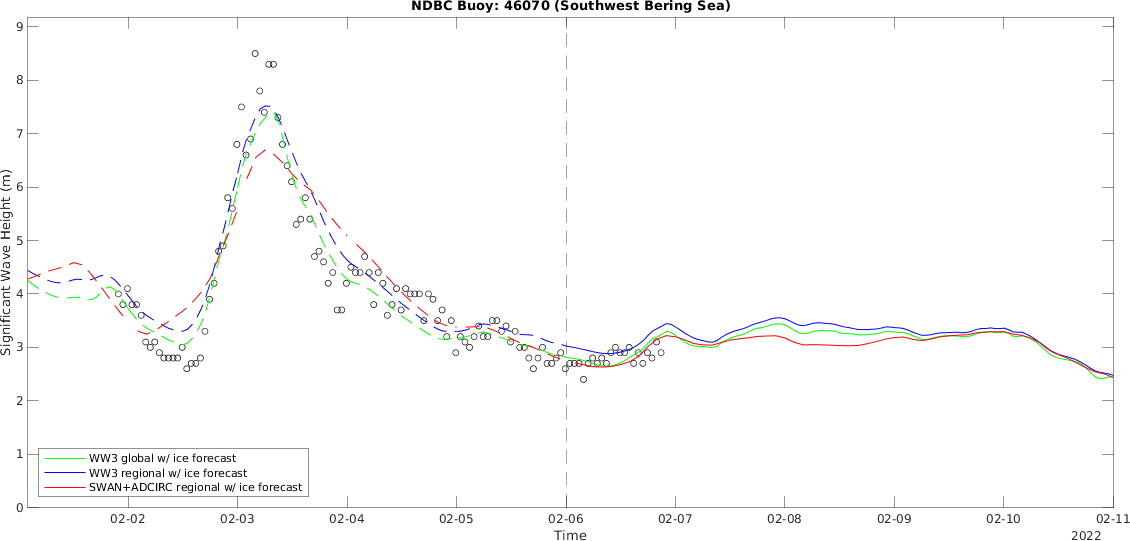 NDBC Buoy: 46070 (Southwest Bering Sea)
9
8
7
6
5
4
3
2
1
0
Significant Wave Height (m)
WW3 global w/ ice forecast
WW3 regional w/ ice forecast
SWAN+ADCIRC regional w/ ice forecast
02-02 02-03 02-04 02-05 02-06 02-07 02-08 02-09 02-10 02-11
Time
2022